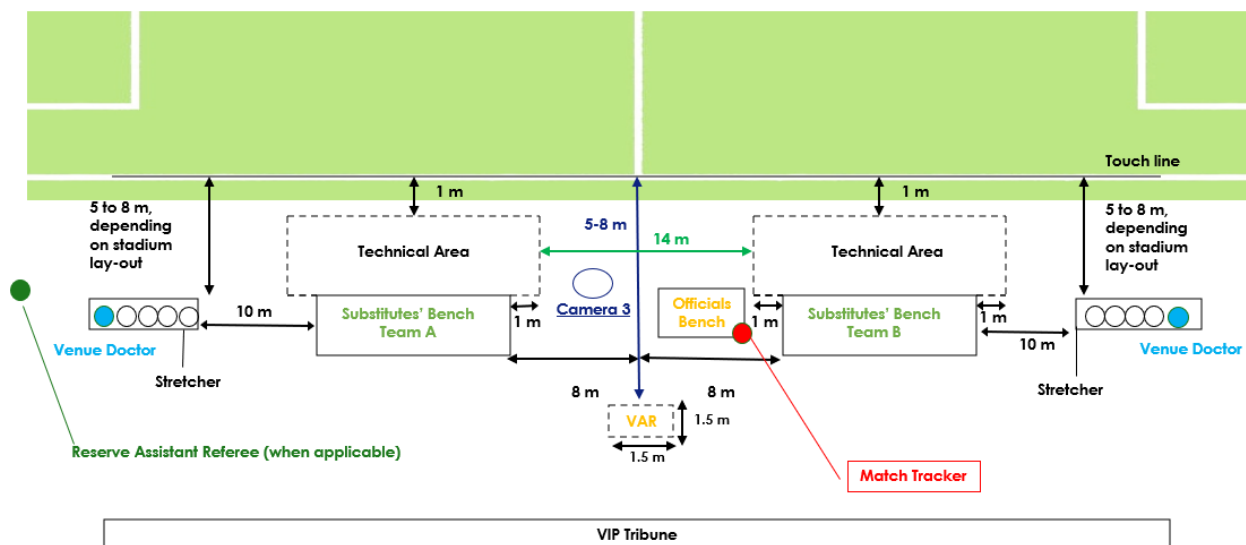 Touch line
1 m
1 m
5 to 8 m,
depending
on stadium
lay-out
5-8 m
14 m
5 to 8 m,
depending
on stadium
lay-out
Technical Area
Technical Area
Camera 3
Officials
Bench
Substitutes' Bench
Team A
Substitutes' Bench
Team B
10 m
1m
1 m
1 m
10 m
Venue Doctor
Venue Doctor
Stretcher
Stretcher
8 m
8 m
VAR
1.5 m
1.5 m
Reserve Assistant Referee (when applicable)
Match Tracker
VIP Tribune